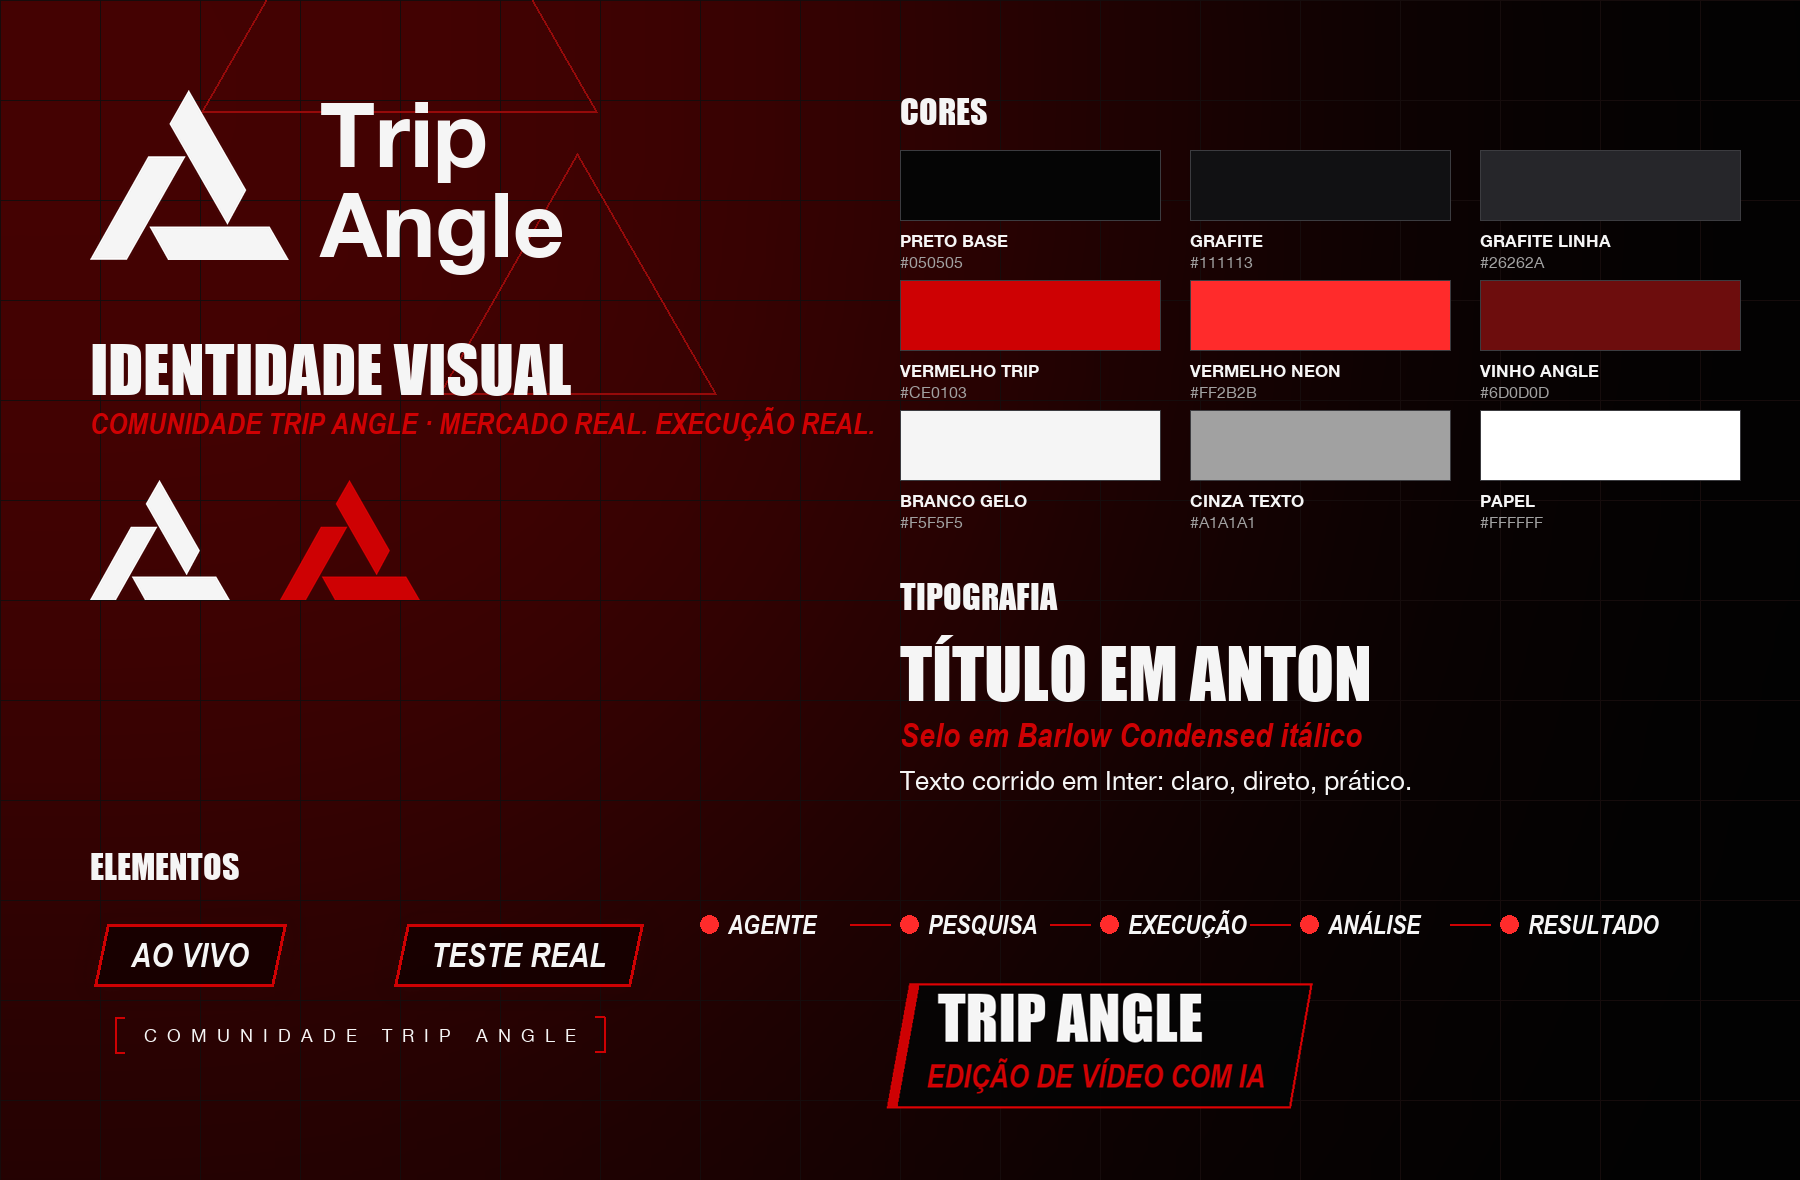 Trip
Angle
IDENTIDADE VISUAL
COMUNIDADE TRIP ANGLE · MERCADO REAL. EXECUÇÃO REAL.
CORES
PRETO BASE
#050505
GRAFITE
#111113
GRAFITE LINHA
#26262A
VERMELHO TRIP
#CE0103
VERMELHO NEON
#FF2B2B
VINHO ANGLE
#6D0D0D
BRANCO GELO
#F5F5F5
CINZA TEXTO
#A1A1A1
PAPEL
#FFFFFF
TIPOGRAFIA
TÍTULO EM ANTON
Selo em Barlow Condensed itálico
Texto corrido em Inter: claro, direto, prático.
ELEMENTOS
AO VIVO
TESTE REAL
COMUNIDADE TRIP ANGLE
AGENTE
PESQUISA
EXECUÇÃO
ANÁLISE
RESULTADO
TRIP ANGLE
EDIÇÃO DE VÍDEO COM IA